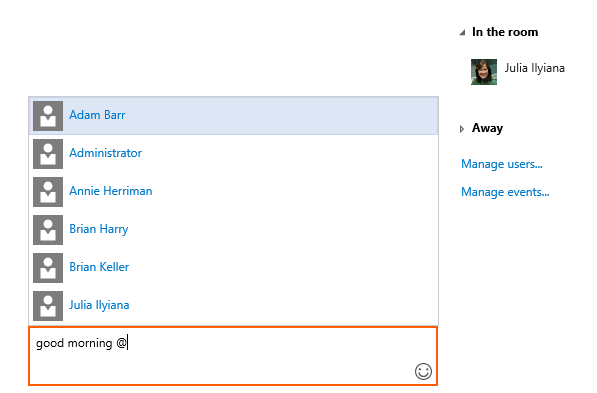 In the room
Julia Ilyiana
Adam Barr
Administrator
Annie Herriman
Brian Harry
Brian Keller
Julia Ilyiana
Away
Manage users...
Manage events...
good morning @